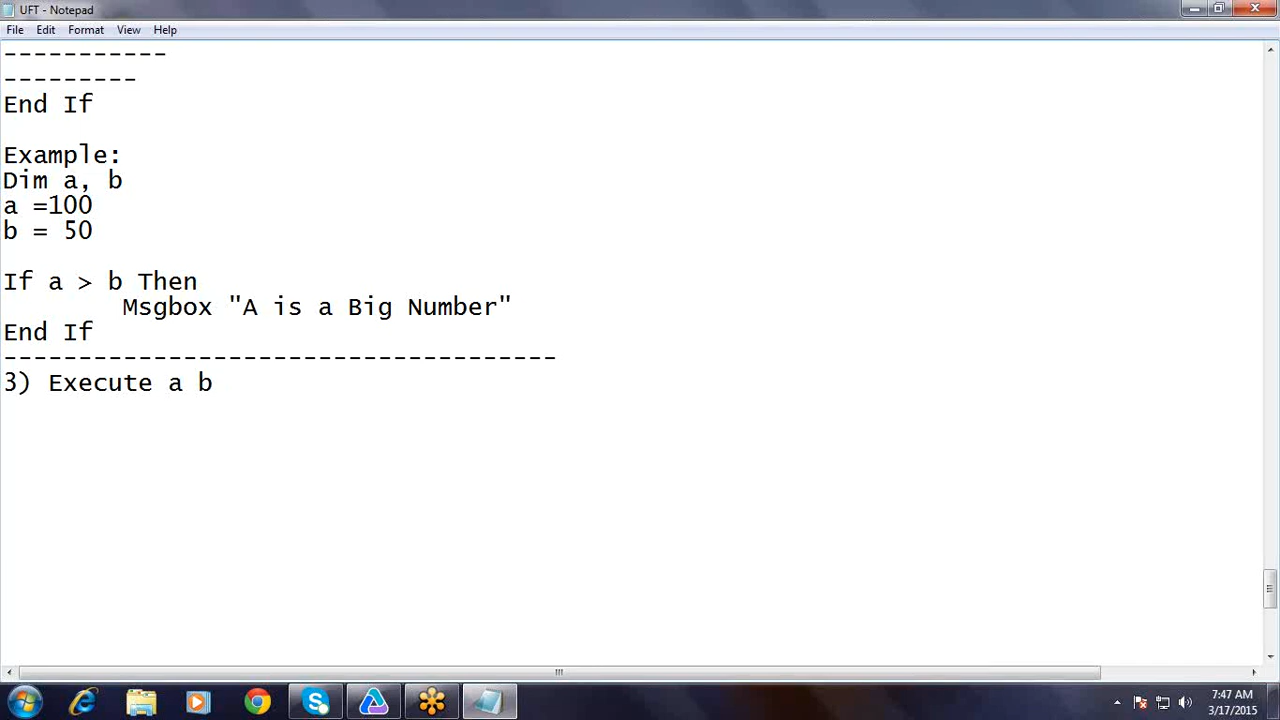 UFT - Notepad
File Edit Format View Help
-----------
---------
End If
Example:
Dim a, b
a =100
b = 50
If a > b Then
Msgbox "A is a Big Number"
End If
-------------------------------------
3) Execute a b
7:47 AM
3/17/2015